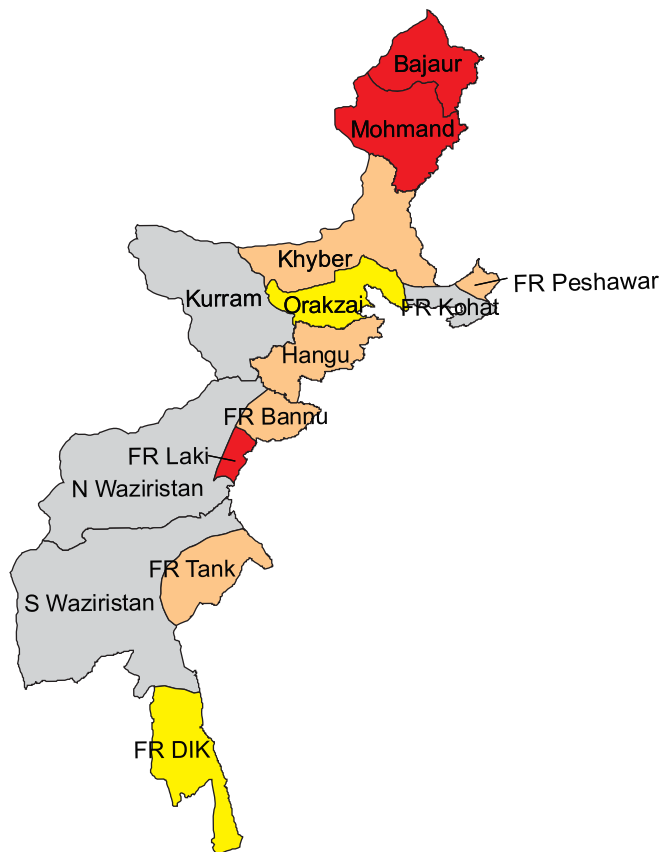 Bajaur
Mohmand
Khyber
FR Peshawar
Kurram
Orakzai
FR Kohat
Hangu
FR Bannu
FR Laki
N Waziristan
FR Tank
S Waziristan
FR DIK